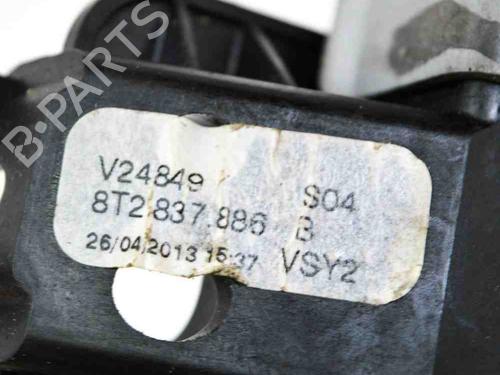 B-PARTS
V24849 S04
8T2 837.886 B
26/04/2013 15:37 VSY2